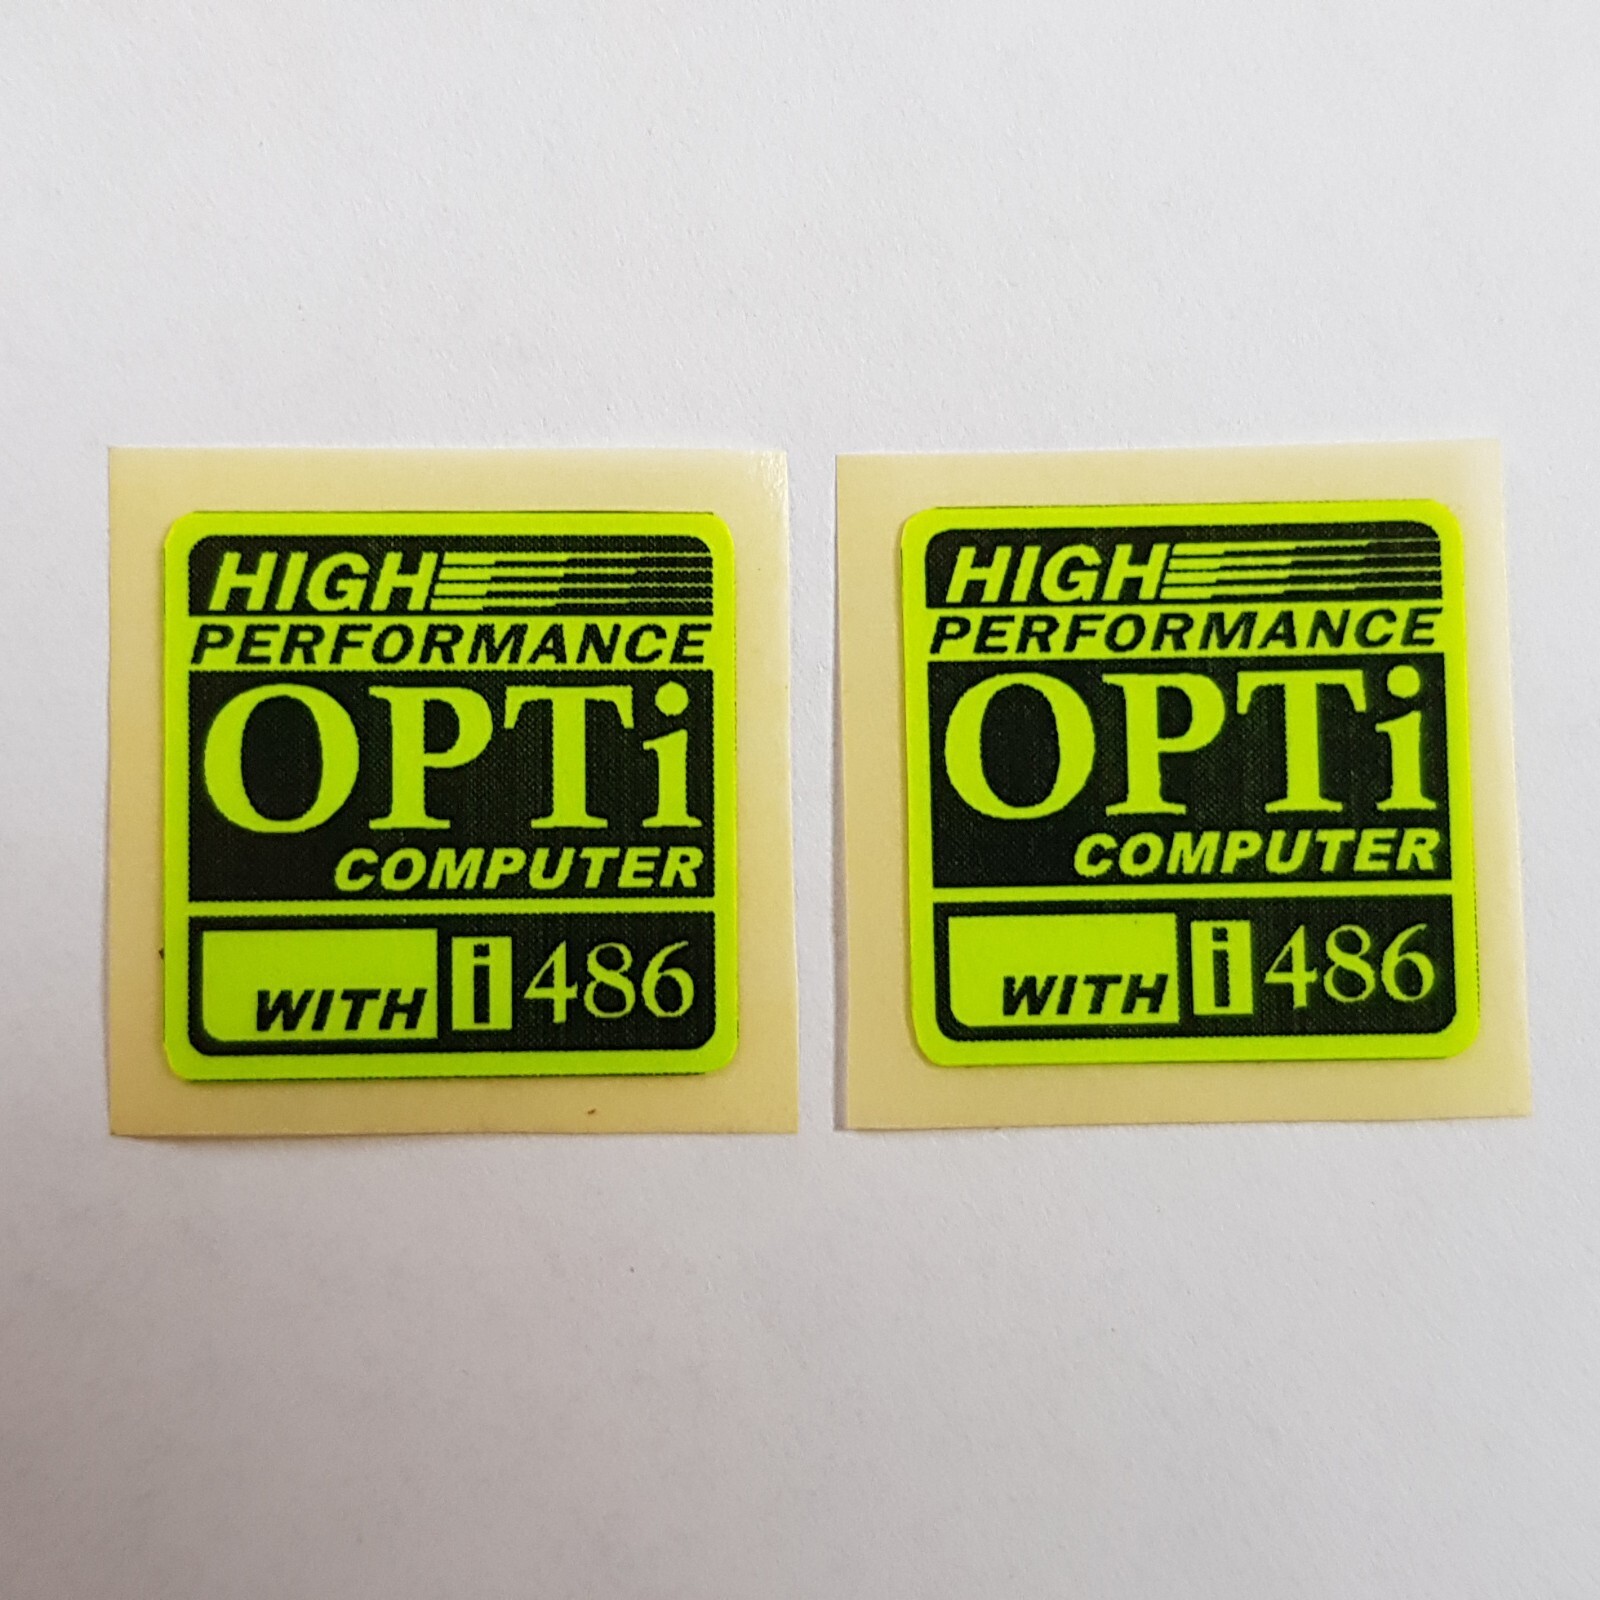 HIGH
PERFORMANCE
OPTi
COMPUTER
WITH i486
HIGH
PERFORMANCE
OPTi
COMPUTER
WITH i486